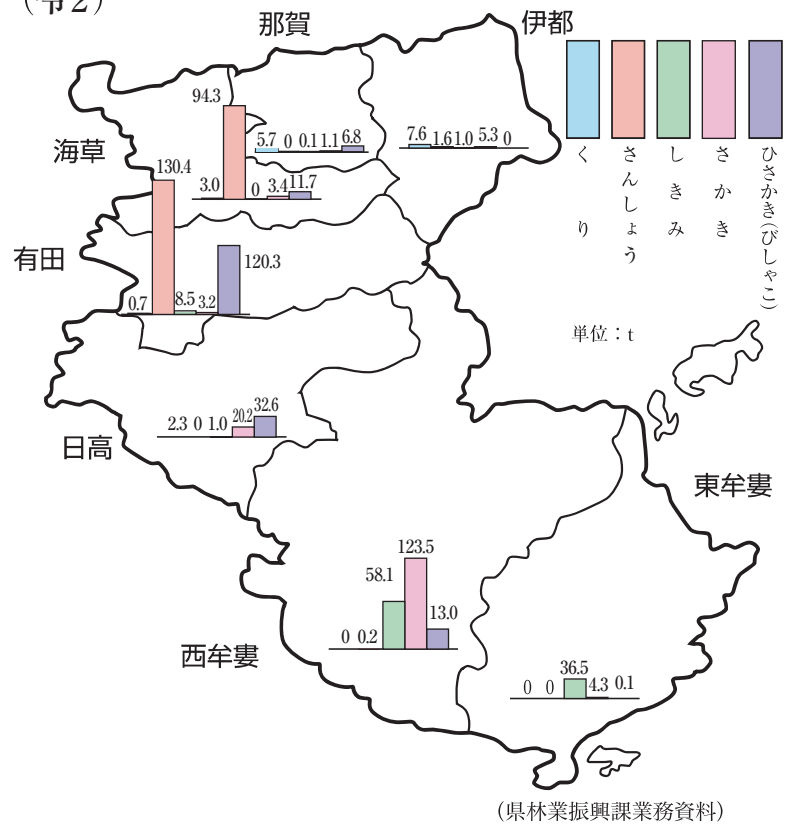 (令2)
那賀
伊都
くり
さんしょう
しきみ
さかき
ひさかき(びしゃこ)
単位：t
94.3
5.7 0 0.1 1.1 6.8
7.6 1.6 1.0 5.3 0
海草
130.4
3.0 0 3.4 11.7
有田
120.3
0.7 8.5 3.2
2.3 0 1.0 20.2 32.6
日高
東牟婁
123.5
58.1
13.0
0 0.2
西牟婁
36.5
0 0 4.3 0.1
(県林業振興課業務資料)